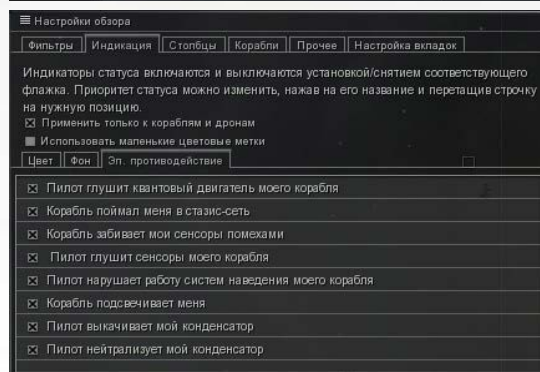 Настройки обзора
Фильтры Индикация Столбцы Корабли Прочее Настройка вкладок
Индикаторы статуса включаются и выключаются установкой/снятием соответствующего
флажка. Приоритет статуса можно изменить, нажав на его название и перетащив строчку
на нужную позицию.
Применить только к кораблям и дронам
Использовать маленькие цветовые метки
Цвет Фон Эл. противодействие
Пилот глушит квантовый двигатель моего корабля
Корабль поймал меня в стазис-сеть
Корабль забивает мои сенсоры помехами
Пилот глушит сенсоры моего корабля
Пилот нарушает работу систем наведения моего корабля
Корабль подсвечивает меня
Пилот выкачивает мой конденсатор
Пилот нейтрализует мой конденсатор